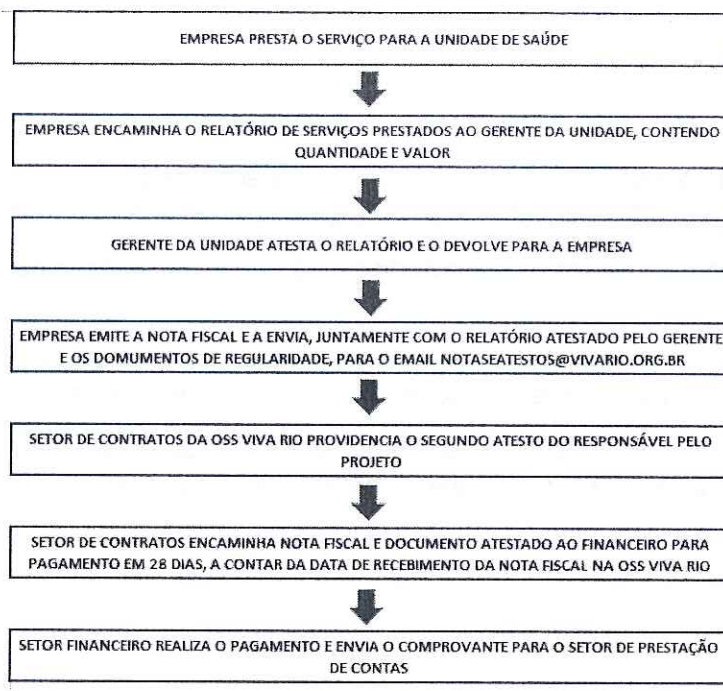 EMPRESA PRESTA O SERVIÇO PARA A UNIDADE DE SAÚDE
EMPRESA ENCAMINHA O RELATÓRIO DE SERVIÇOS PRESTADOS AO GERENTE DA UNIDADE, CONTENDO
QUANTIDADE E VALOR
GERENTE DA UNIDADE ATESTA O RELATÓRIO E O DEVOLVE PARA A EMPRESA
EMPRESA EMITE A NOTA FISCAL E A ENVIA, JUNTAMENTE COM O RELATÓRIO ATESTADO PELO GERENTE
E OS DOMUMENTOS DE REGULARIDADE, PARA O EMAIL NOTASEATESTOS@VIVARIO.ORG.BR
SETOR DE CONTRATOS DA OSS VIVA RIO PROVIDENCIA O SEGUNDO ATESTO DO RESPONSÁVEL PELO
PROJETO
SETOR DE CONTRATOS ENCAMINHA NOTA FISCAL E DOCUMENTO ATESTADO AO FINANCEIRO PARA
PAGAMENTO EM 28 DIAS, A CONTAR DA DATA DE RECEBIMENTO DA NOTA FISCAL NA OSS VIVA RIO
SETOR FINANCEIRO REALIZA O PAGAMENTO E ENVIA O COMPROVANTE PARA O SETOR DE PRESTAÇÃO
DE CONTAS